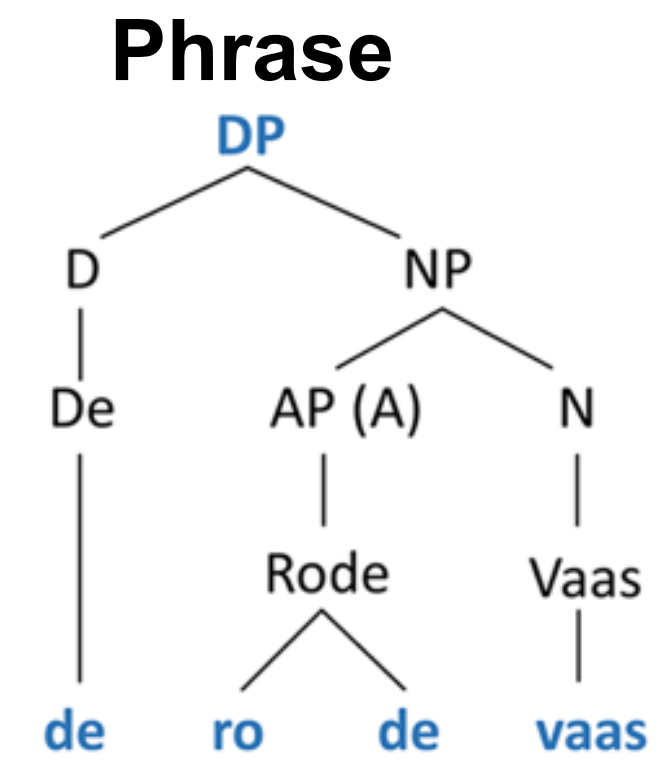 Phrase
DP
D NP
De AP (A) N
Rode Vaas
de ro de vaas